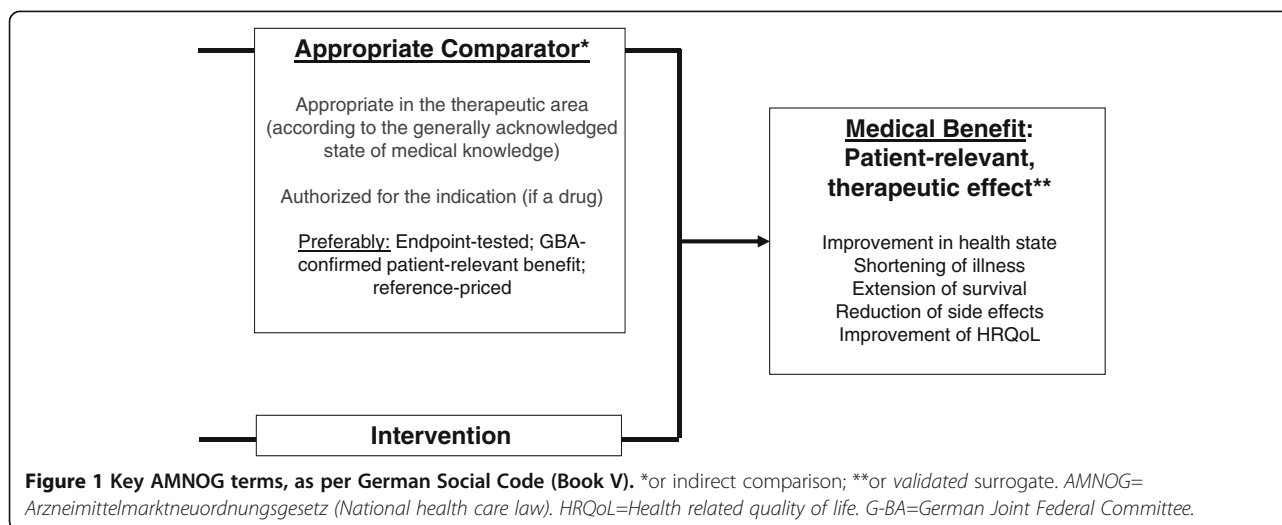 Appropriate Comparator*
Appropriate in the therapeutic area
(according to the generally acknowledged
state of medical knowledge)
Authorized for the indication (if a drug)
Preferably: Endpoint-tested; GBA-
confirmed patient-relevant benefit;
reference-priced
Medical Benefit:
Patient-relevant,
therapeutic effect**
Improvement in health state
Shortening of illness
Extension of survival
Reduction of side effects
Improvement of HRQoL
Intervention
Figure 1 Key AMNOG terms, as per German Social Code (Book V). *or indirect comparison; **or validated surrogate. AMNOG=
Arzneimittelmarktneuordnungsgesetz (National health care law). HRQoL=Health related quality of life. G-BA=German Joint Federal Committee.